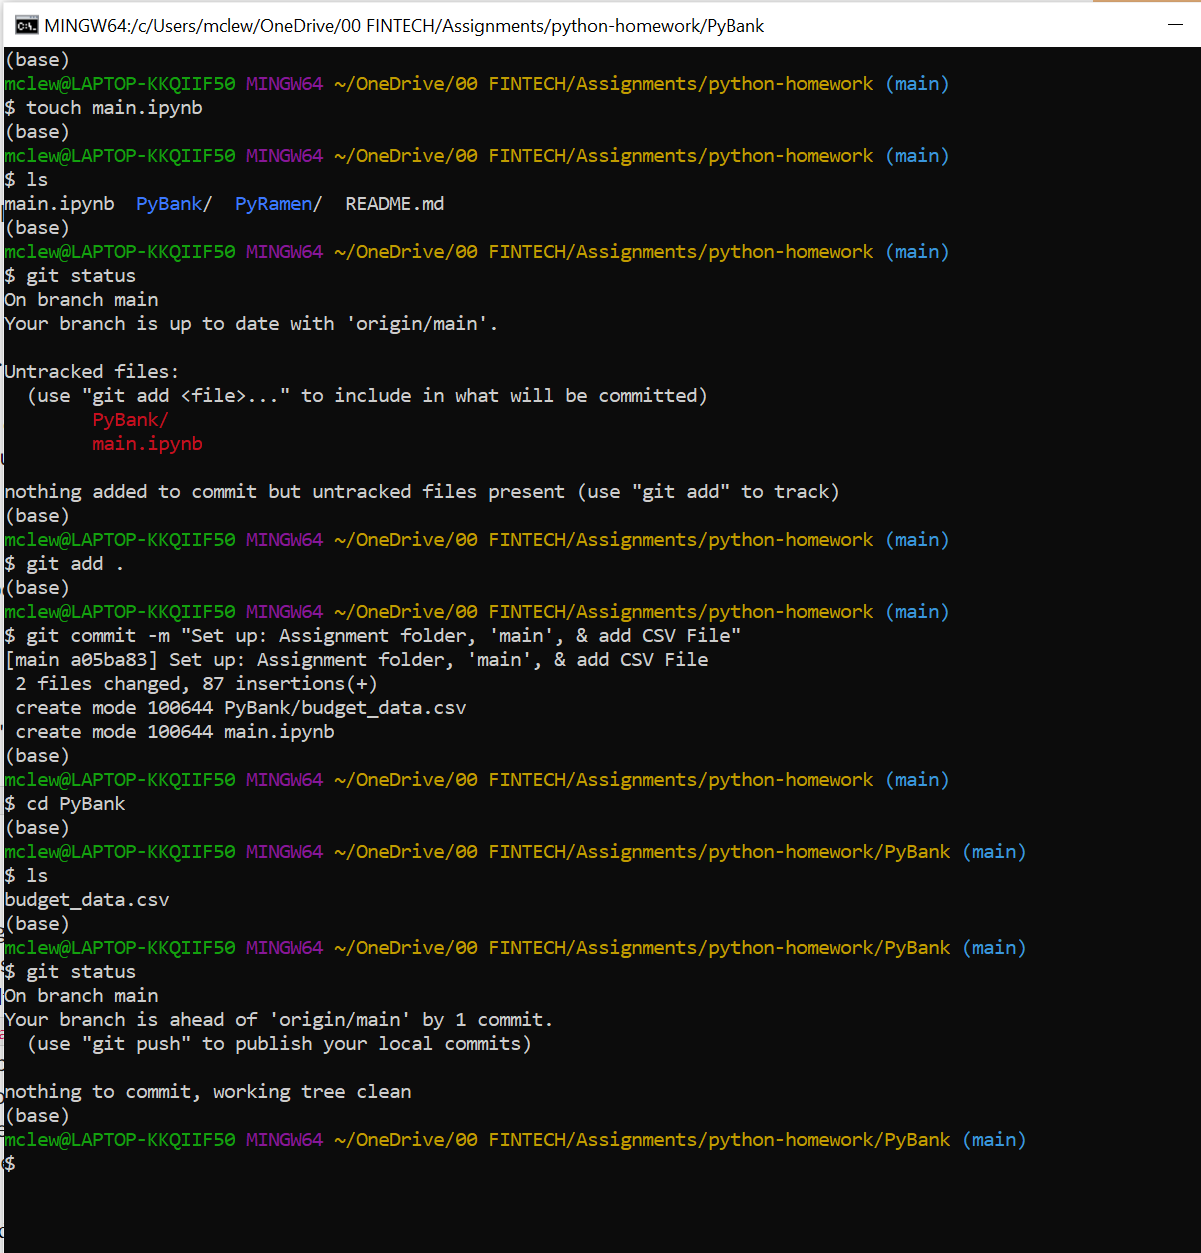 MINGW64:/c/Users/mclew/OneDrive/00 FINTECH/Assignments/python-homework/PyBank
(base)
mclew@LAPTOP-KKQIIF50 MINGW64 ~/OneDrive/00 FINTECH/Assignments/python-homework (main)
$ touch main.ipynb
(base)
mclew@LAPTOP-KKQIIF50 MINGW64 ~/OneDrive/00 FINTECH/Assignments/python-homework (main)
$ ls
main.ipynb  PyBank/  PyRamen/  README.md
(base)
mclew@LAPTOP-KKQIIF50 MINGW64 ~/OneDrive/00 FINTECH/Assignments/python-homework (main)
$ git status
On branch main
Your branch is up to date with 'origin/main'.
Untracked files:
  (use "git add <file>..." to include in what will be committed)
        PyBank/
        main.ipynb
nothing added to commit but untracked files present (use "git add" to track)
(base)
mclew@LAPTOP-KKQIIF50 MINGW64 ~/OneDrive/00 FINTECH/Assignments/python-homework (main)
$ git add .
(base)
mclew@LAPTOP-KKQIIF50 MINGW64 ~/OneDrive/00 FINTECH/Assignments/python-homework (main)
$ git commit -m "Set up: Assignment folder, 'main', & add CSV File"
[main a05ba83] Set up: Assignment folder, 'main', & add CSV File
 2 files changed, 87 insertions(+)
 create mode 100644 PyBank/budget_data.csv
 create mode 100644 main.ipynb
(base)
mclew@LAPTOP-KKQIIF50 MINGW64 ~/OneDrive/00 FINTECH/Assignments/python-homework (main)
$ cd PyBank
(base)
mclew@LAPTOP-KKQIIF50 MINGW64 ~/OneDrive/00 FINTECH/Assignments/python-homework/PyBank (main)
$ ls
budget_data.csv
(base)
mclew@LAPTOP-KKQIIF50 MINGW64 ~/OneDrive/00 FINTECH/Assignments/python-homework/PyBank (main)
$ git status
On branch main
Your branch is ahead of 'origin/main' by 1 commit.
  (use "git push" to publish your local commits)
nothing to commit, working tree clean
(base)
mclew@LAPTOP-KKQIIF50 MINGW64 ~/OneDrive/00 FINTECH/Assignments/python-homework/PyBank (main)
$